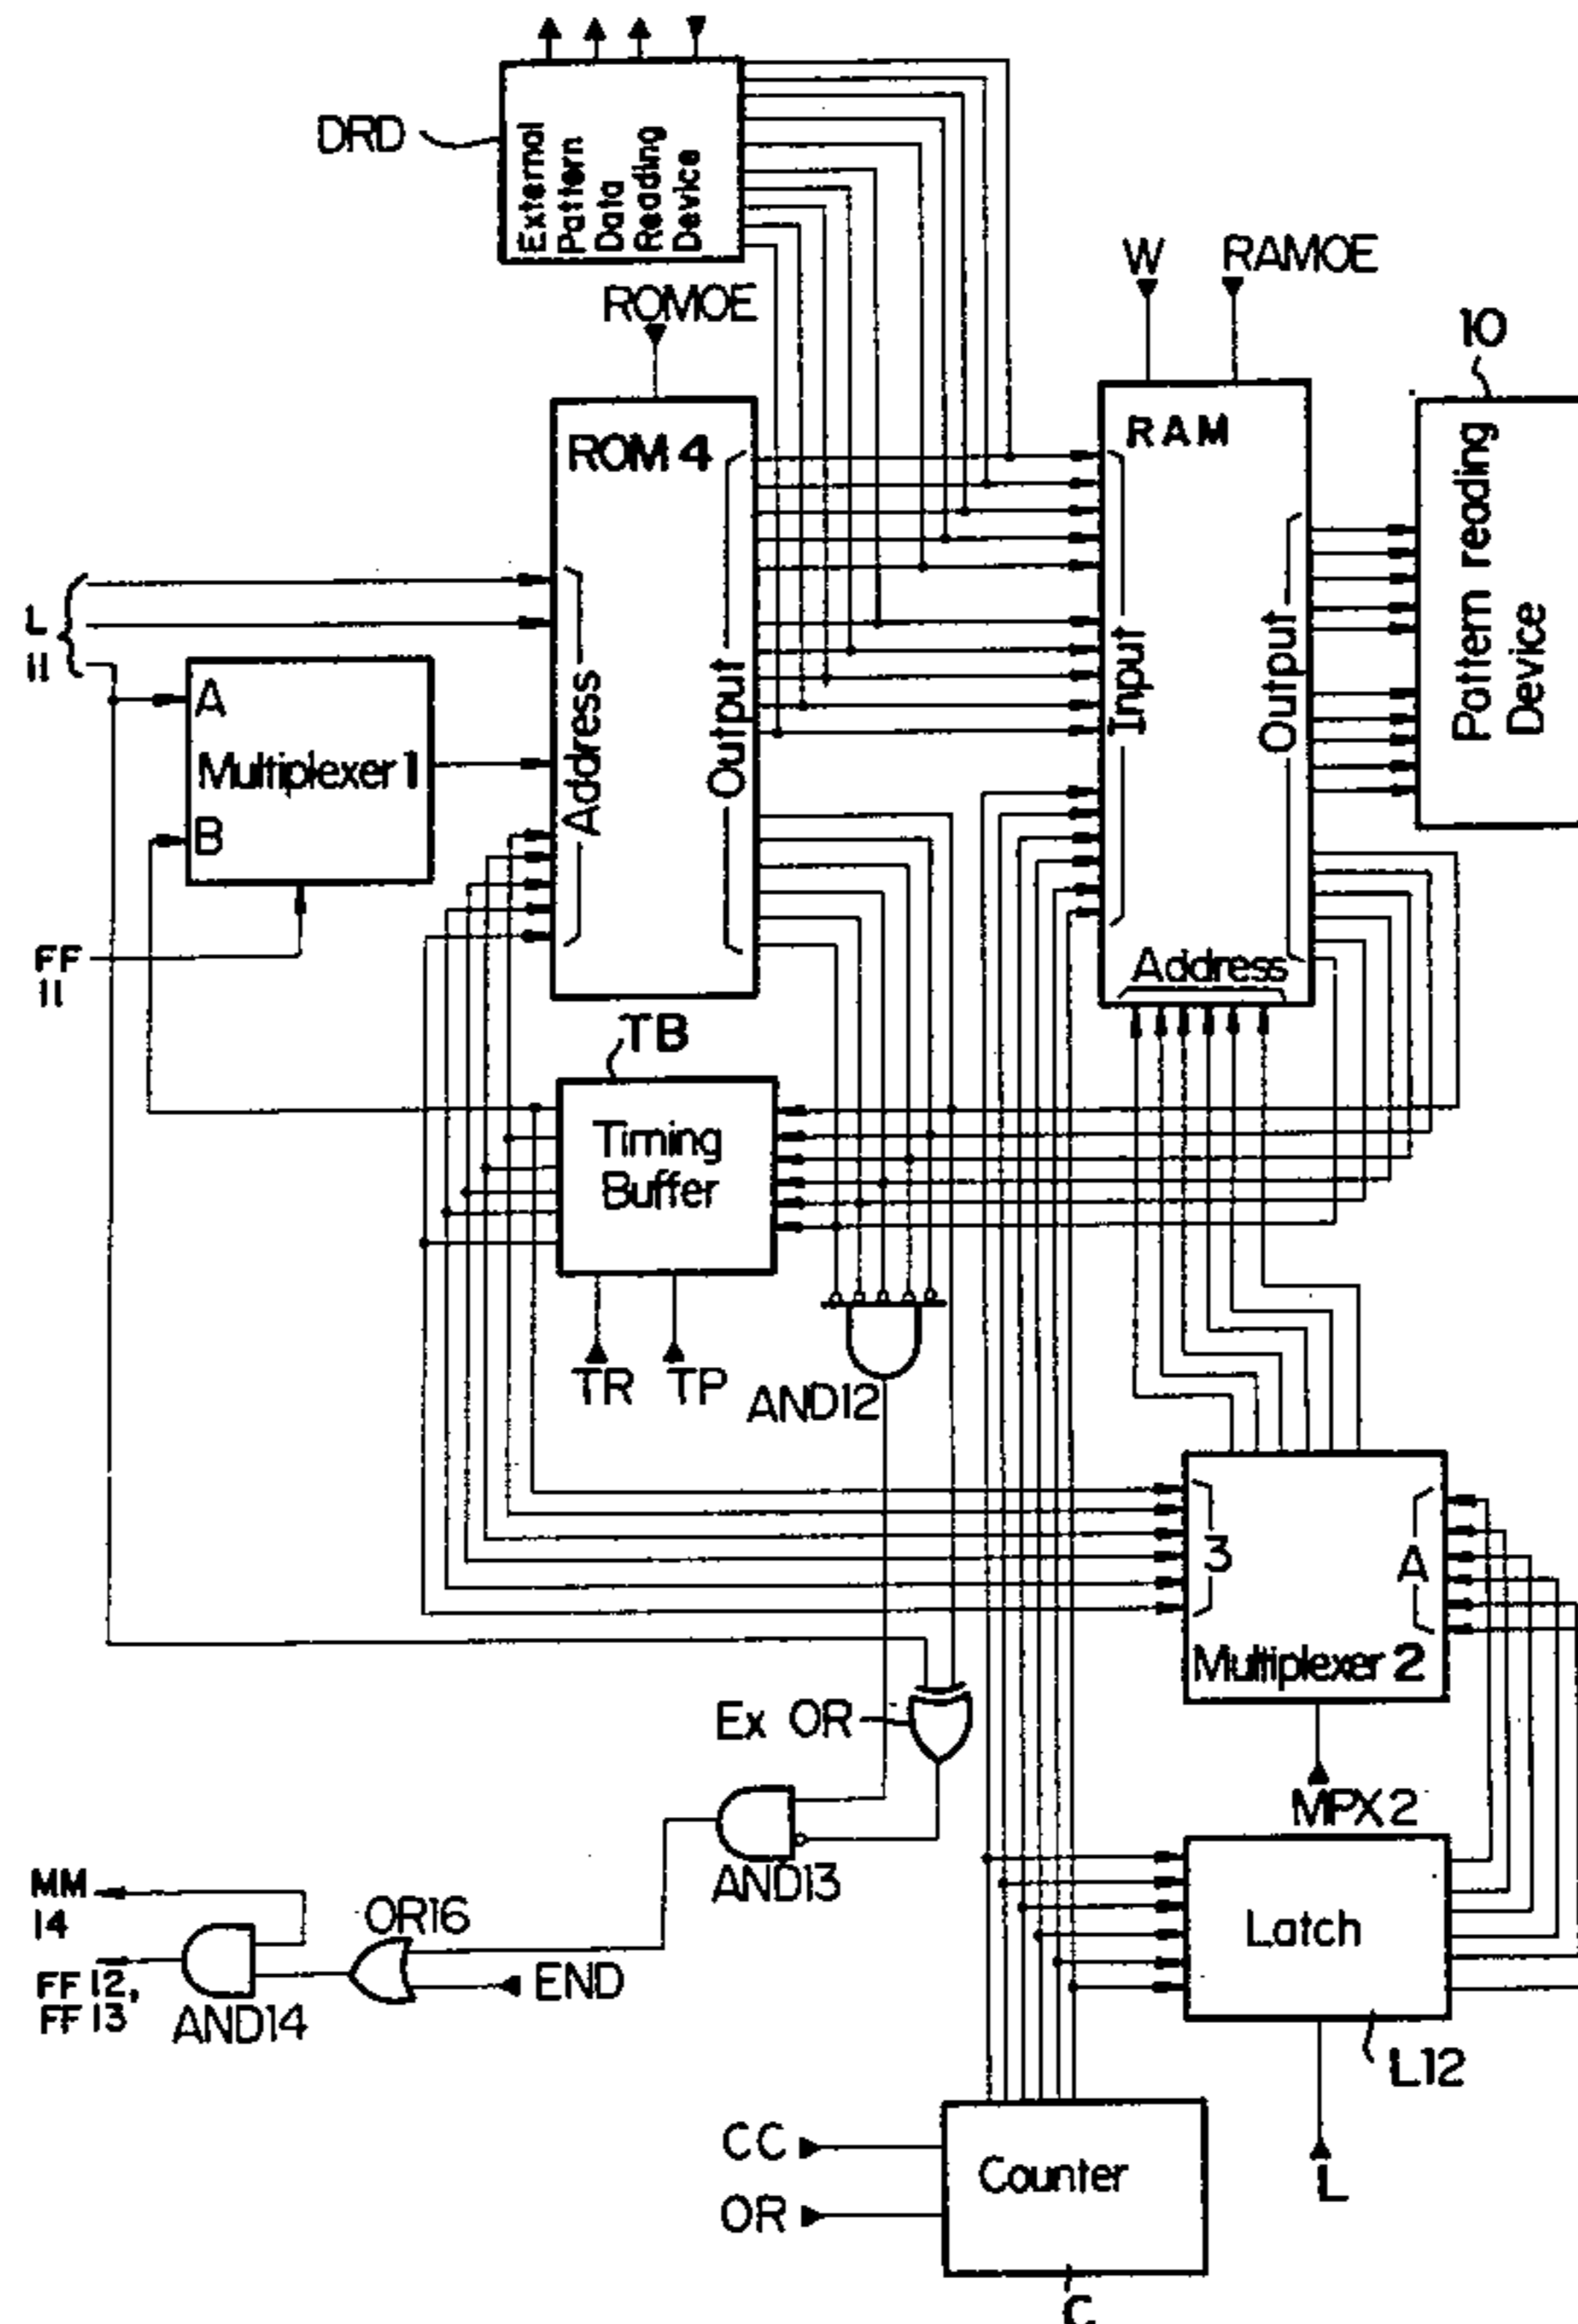 DRD
External
Pattern
Data
Reading
Device
ROMOE
W
RAMOE
10
ROM 4
RAM
Pattern reading
Device
L
11
A
Multiplexer 1
B
Address
Output
Input
Output
FF
11
Address
TB
Timing
Buffer
TR
TP
AND12
3
A
Multiplexer 2
Ex OR
MPX2
AND13
MM
14
OR16
Latch
FF 12,
FF 13
END
AND14
L12
CC
Counter
L
OR
C